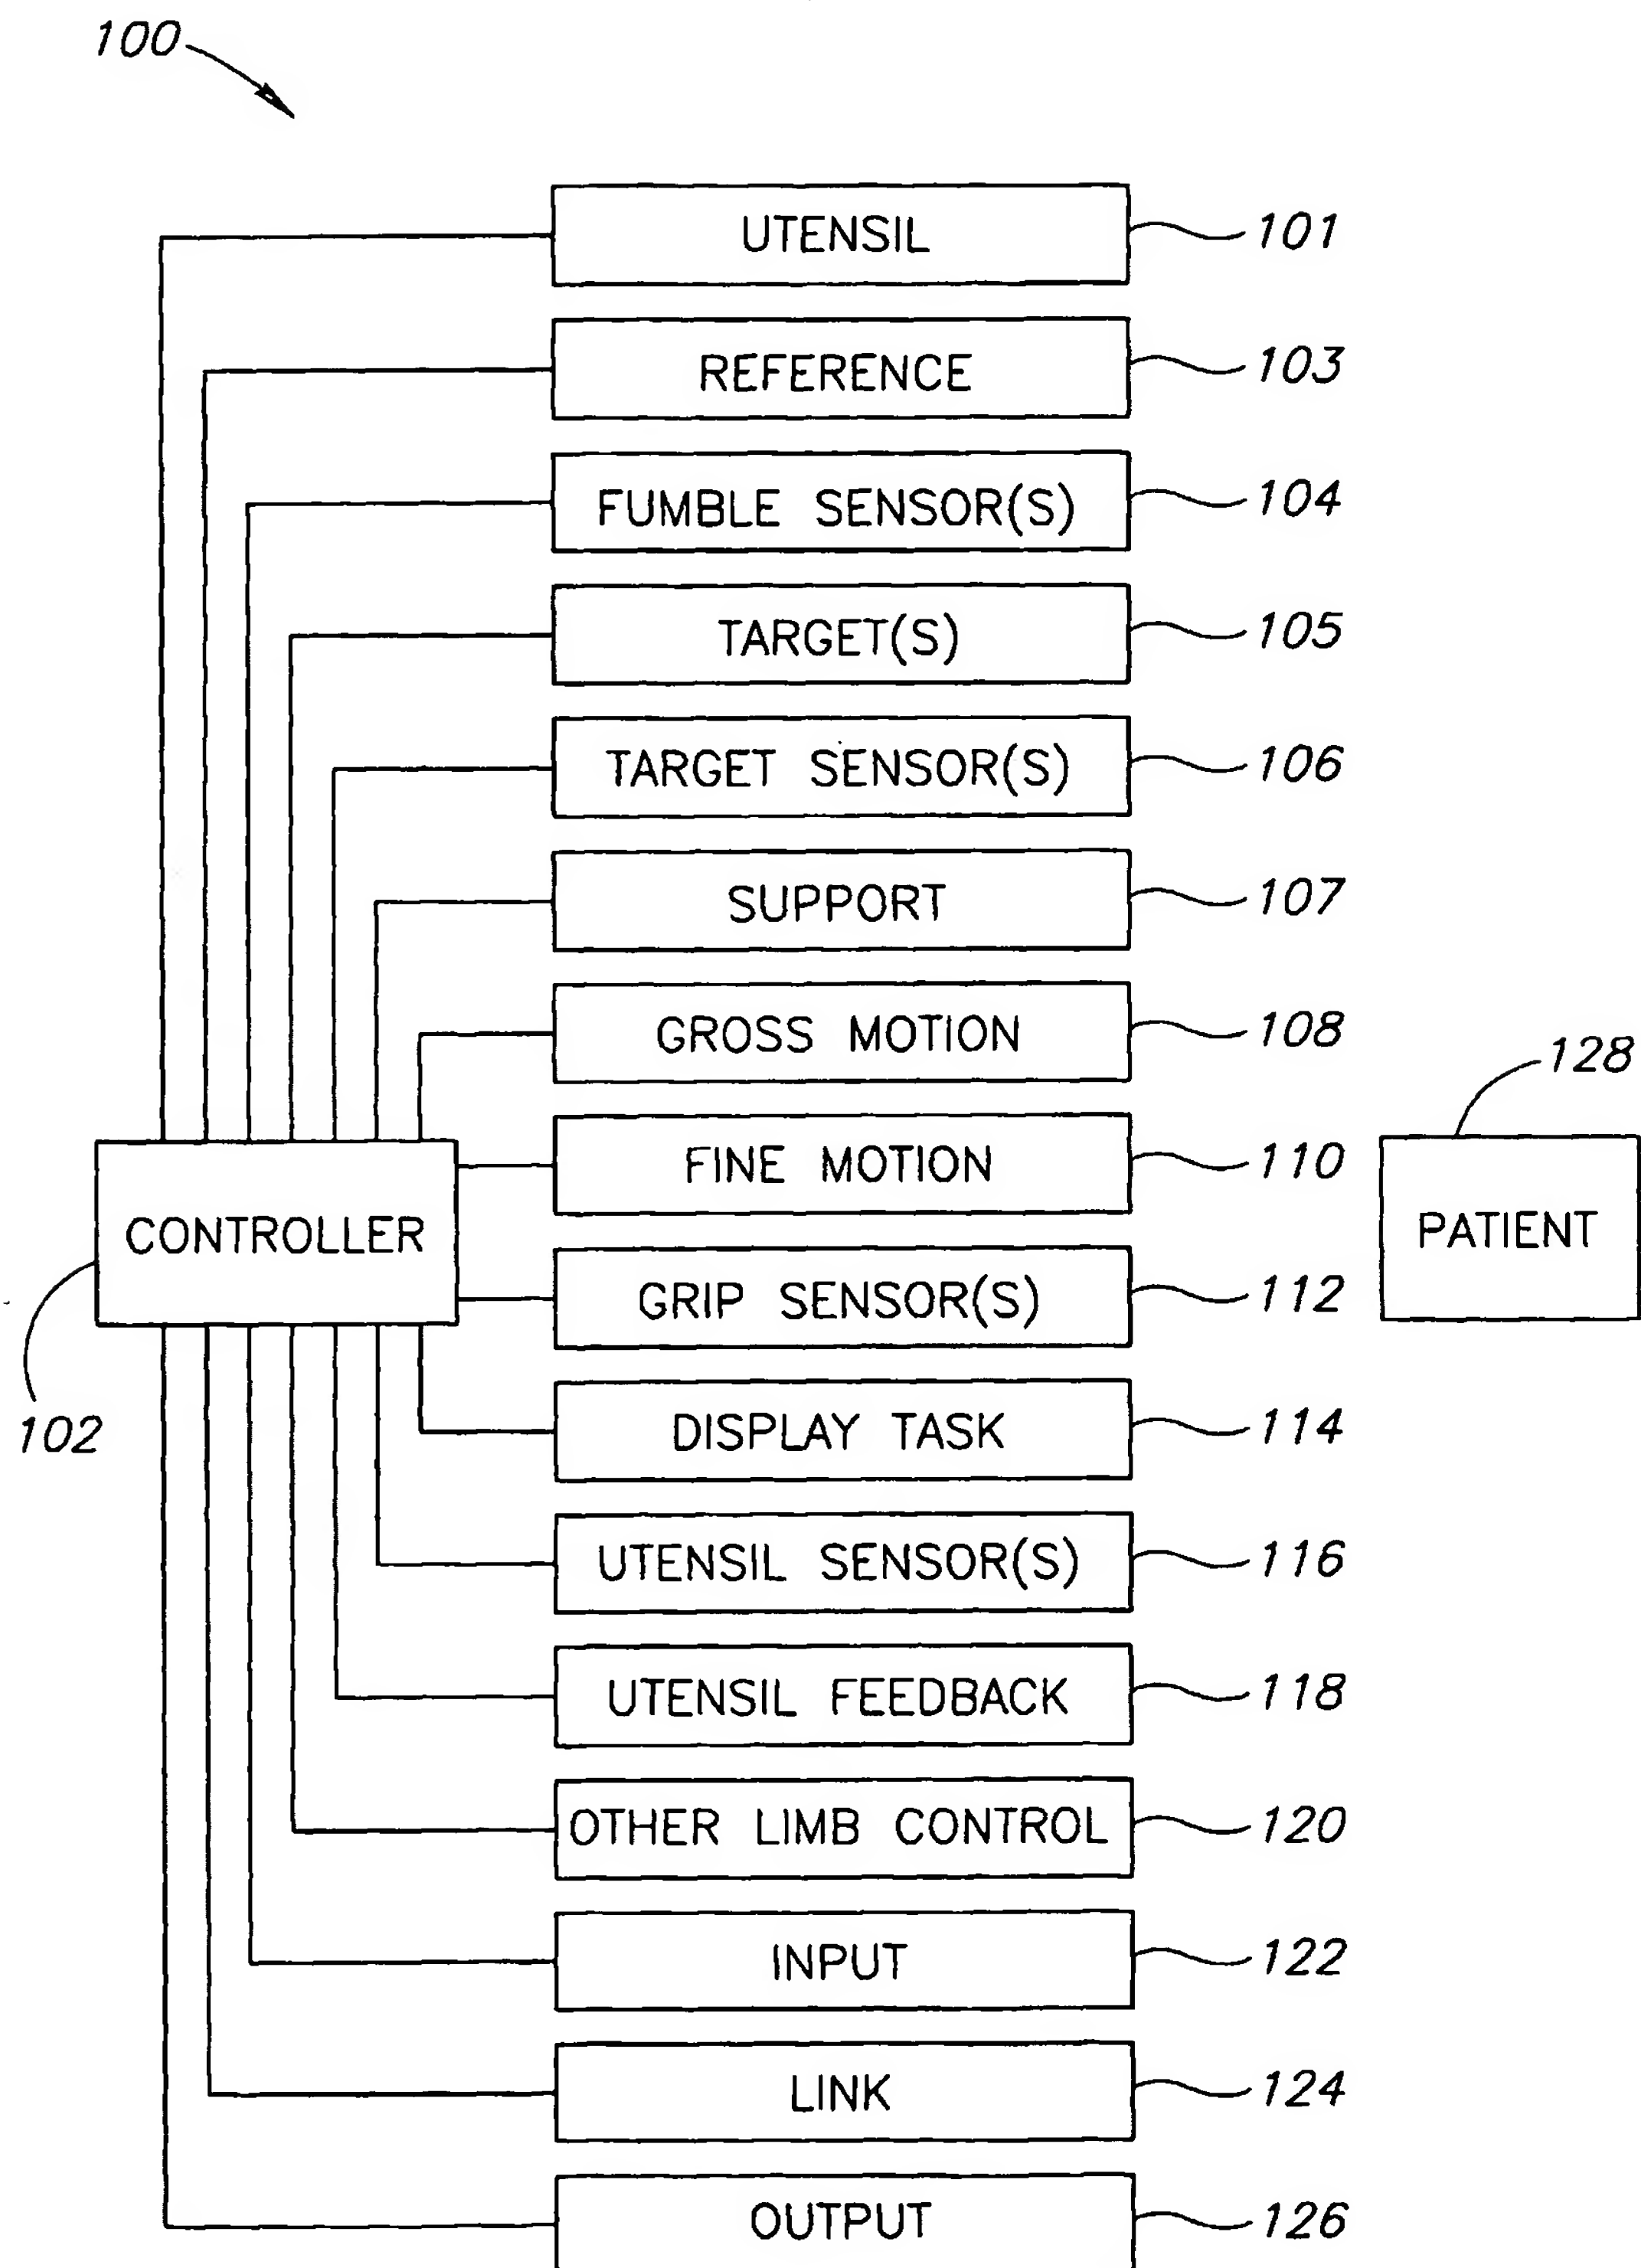 100
UTENSIL 101
REFERENCE 103
FUMBLE SENSOR(S) 104
TARGET(S) 105
TARGET SENSOR(S) 106
SUPPORT 107
GROSS MOTION 108
128
FINE MOTION 110
PATIENT
CONTROLLER
GRIP SENSOR(S) 112
102
DISPLAY TASK 114
UTENSIL SENSOR(S) 116
UTENSIL FEEDBACK 118
OTHER LIMB CONTROL 120
INPUT 122
LINK 124
OUTPUT 126